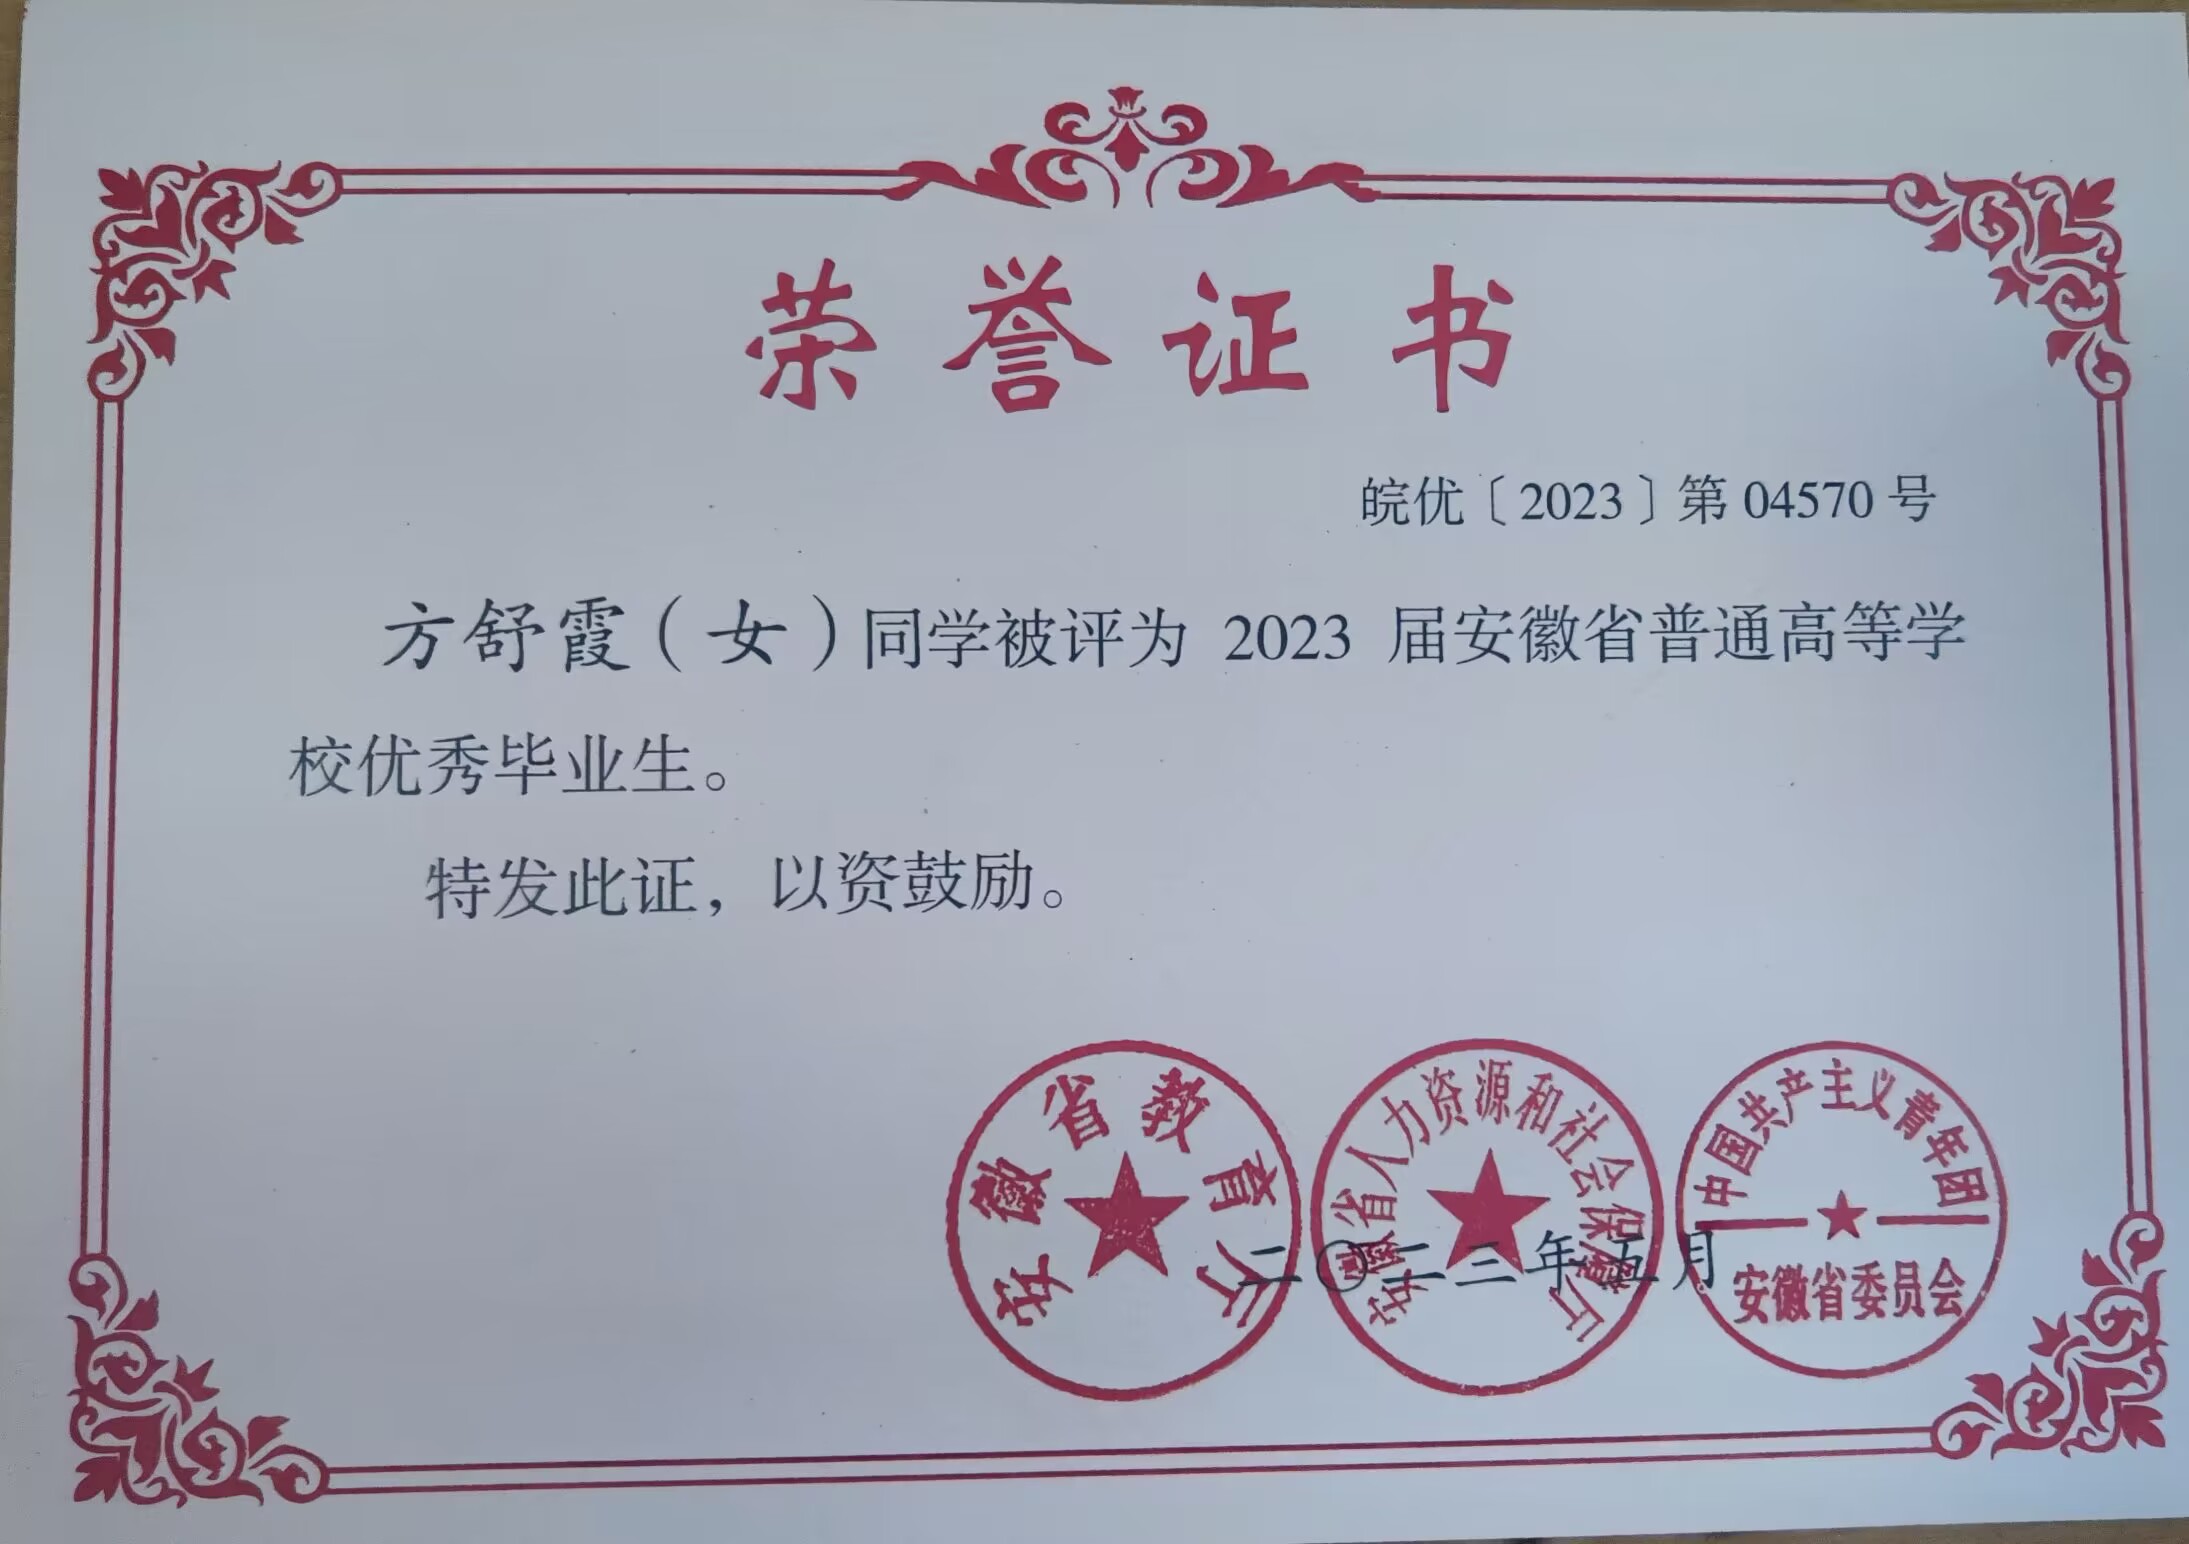 荣誉证书
皖优〔2023〕第 04570 号
方舒霞（女）同学被评为 2023 届安徽省普通高等学
校优秀毕业生。
特发此证，以资鼓励。
安徽省教育厅
安徽省人力资源和社会保障厅
中国共产主义青年团
安徽省委员会
二〇二三年五月